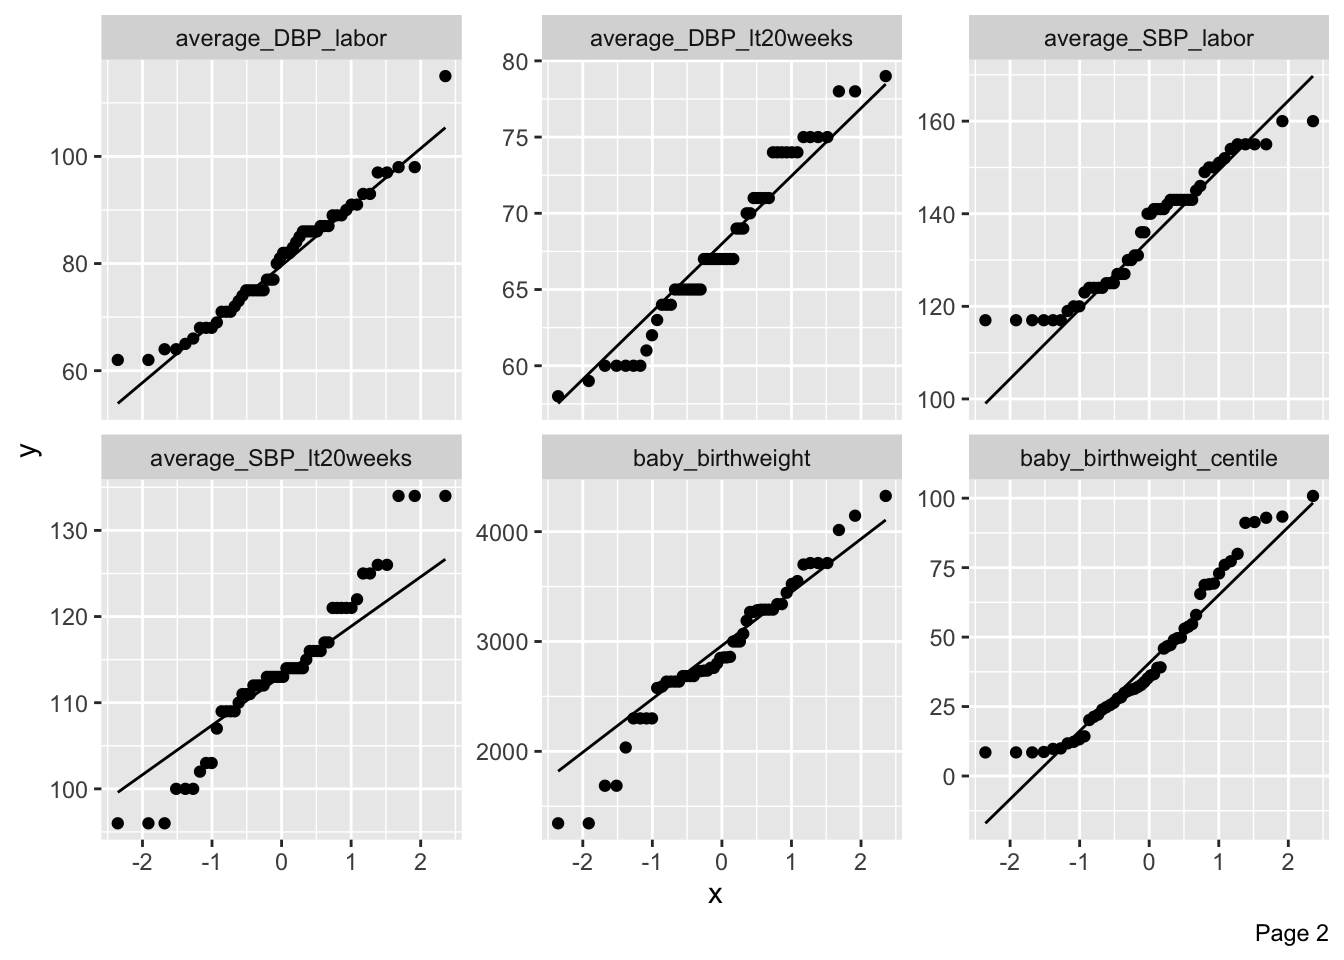 average_DBP_labor
average_DBP_lt20weeks
average_SBP_labor
100
80
60
80
75
70
65
60
160
140
120
100
y
average_SBP_lt20weeks
baby_birthweight
baby_birthweight_centile
130
120
110
100
4000
3000
2000
100
75
50
25
0
-2 -1 0 1 2
-2 -1 0 1 2
-2 -1 0 1 2
x
Page 2